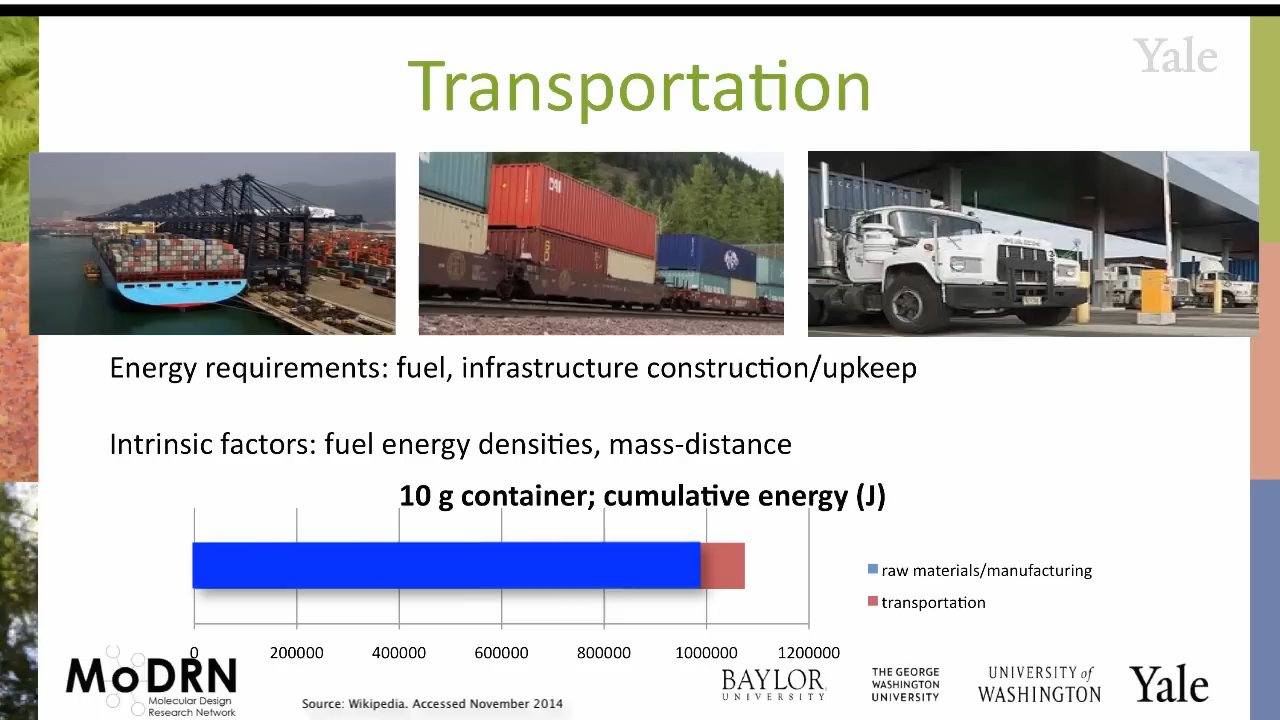 Transportation
Yale
MACK
Energy requirements: fuel, infrastructure construction/upkeep
Intrinsic factors: fuel energy densities, mass-distance
10 g container; cumulative energy (J)
raw materials/manufacturing
transportation
0 200000 400000 600000 800000 1000000 1200000
MoDRN
Molecular Design
Research Network
Source: Wikipedia. Accessed November 2014
BAYLOR
UNIVERSITY
THE GEORGE
WASHINGTON
UNIVERSITY
UNIVERSITY of
WASHINGTON
Yale